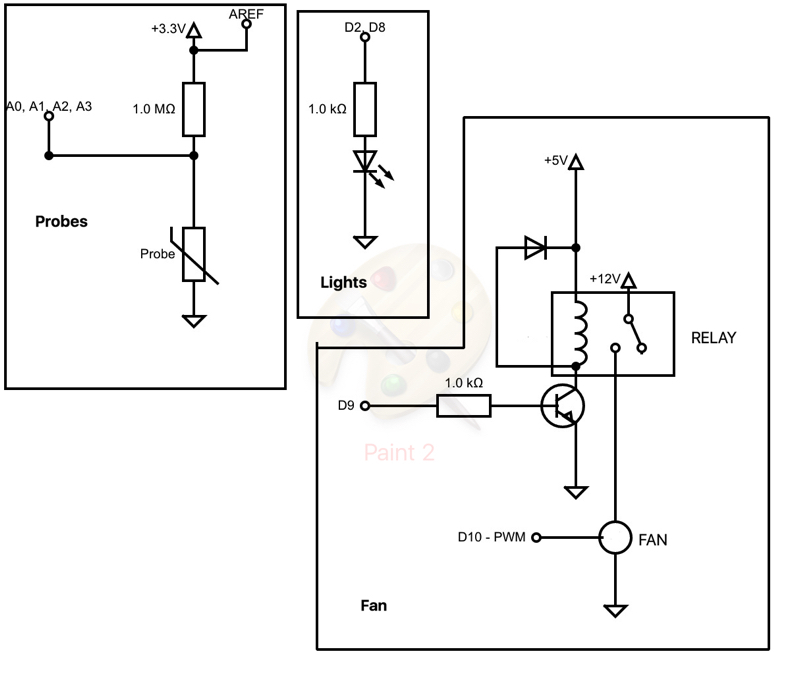 AREF
+3.3V
A0, A1, A2, A3
1.0 MΩ
Probes
Probe
D2, D8
1.0 kΩ
Lights
+5V
+12V
RELAY
1.0 kΩ
D9
Paint 2
D10 - PWM
FAN
Fan